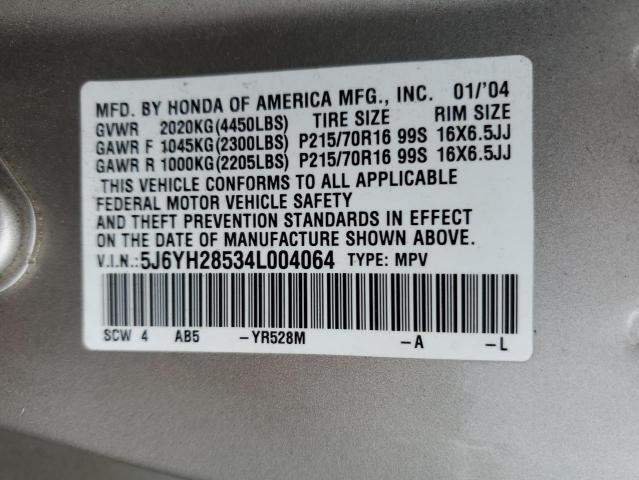 MFD. BY HONDA OF AMERICA MFG., INC. 01/'04
GVWR 2020KG(4450LBS) TIRE SIZE RIM SIZE
GAWR F 1045KG(2300LBS) P215/70R16 99S 16X6.5JJ
GAWR R 1000KG(2205LBS) P215/70R16 99S 16X6.5JJ
THIS VEHICLE CONFORMS TO ALL APPLICABLE
FEDERAL MOTOR VEHICLE SAFETY
AND THEFT PREVENTION STANDARDS IN EFFECT
ON THE DATE OF MANUFACTURE SHOWN ABOVE.
V.I.N.: 5J6YH28534L004064 TYPE: MPV
SCW 4 AB5 -YR528M -A -L